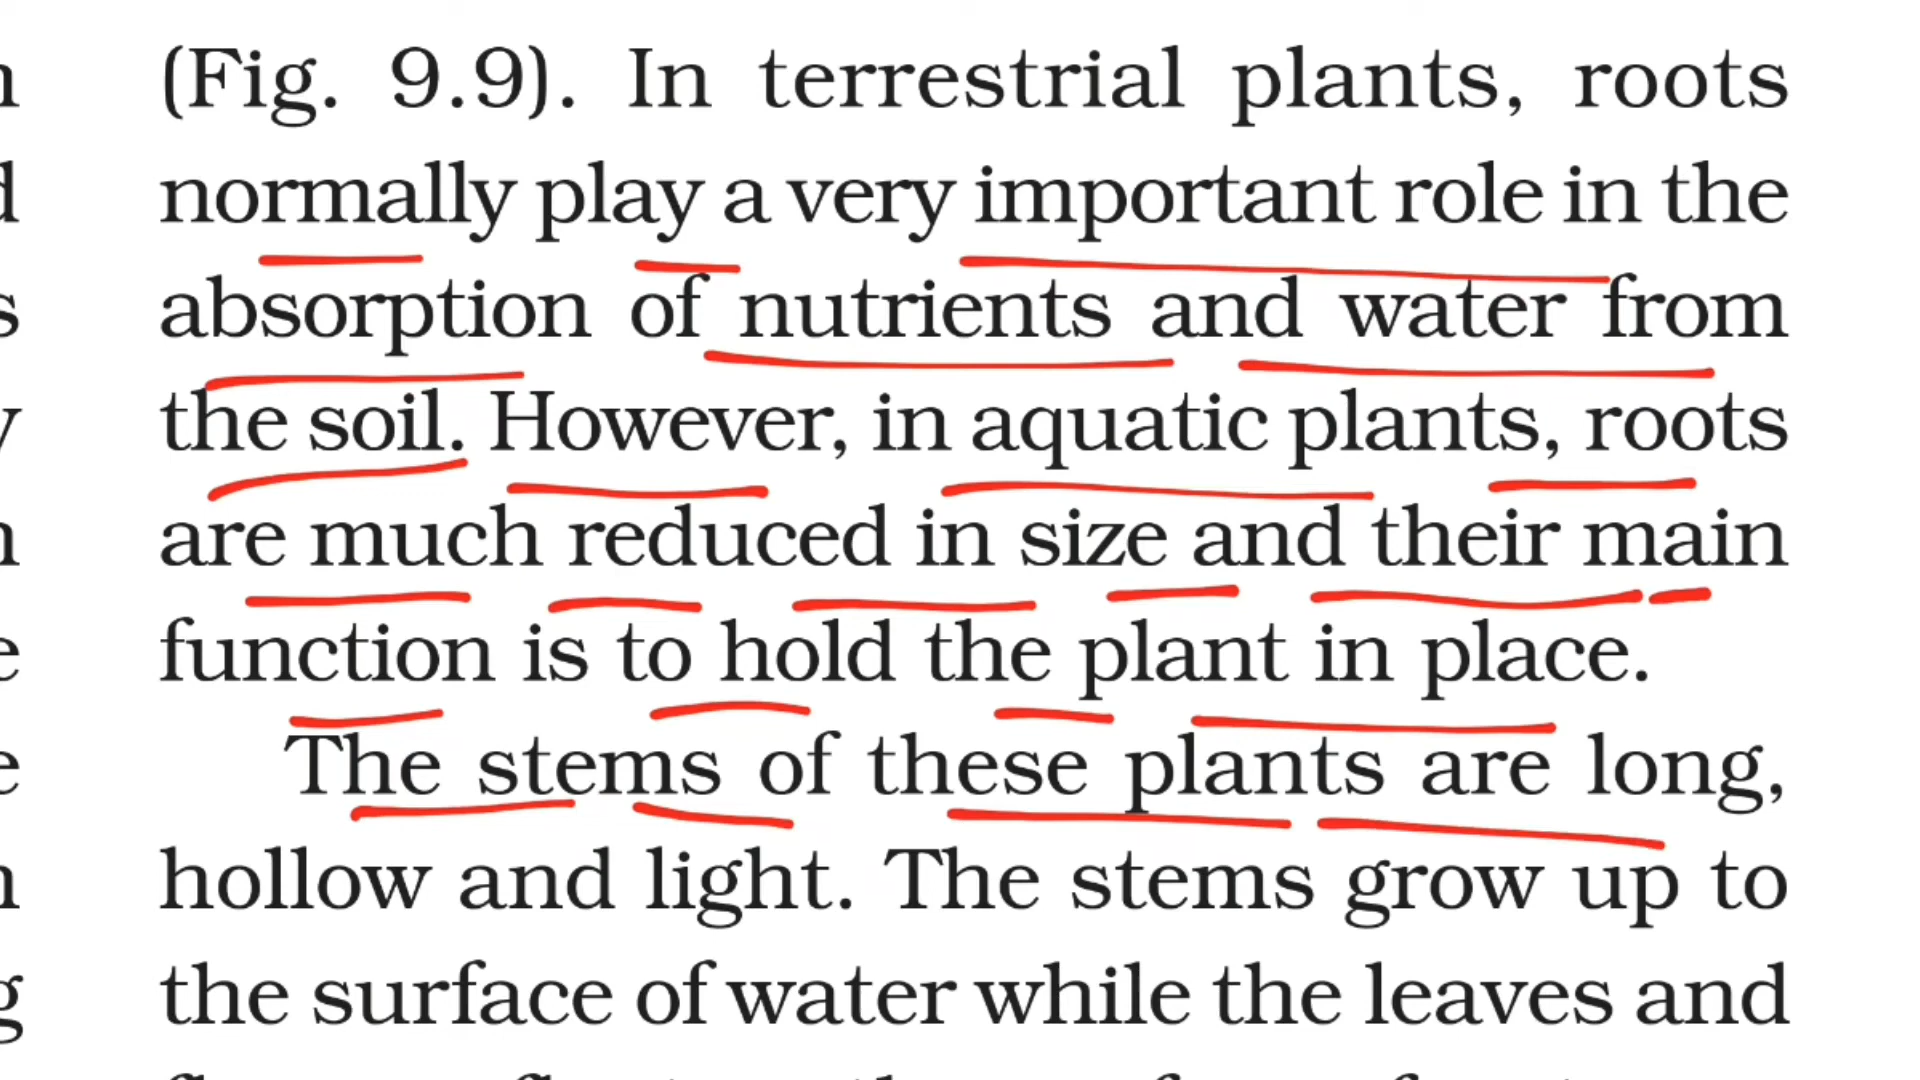 (Fig. 9.9). In terrestrial plants, roots
normally play a very important role in the
absorption of nutrients and water from
the soil. However, in aquatic plants, roots
are much reduced in size and their main
function is to hold the plant in place.
The stems of these plants are long,
hollow and light. The stems grow up to
the surface of water while the leaves and